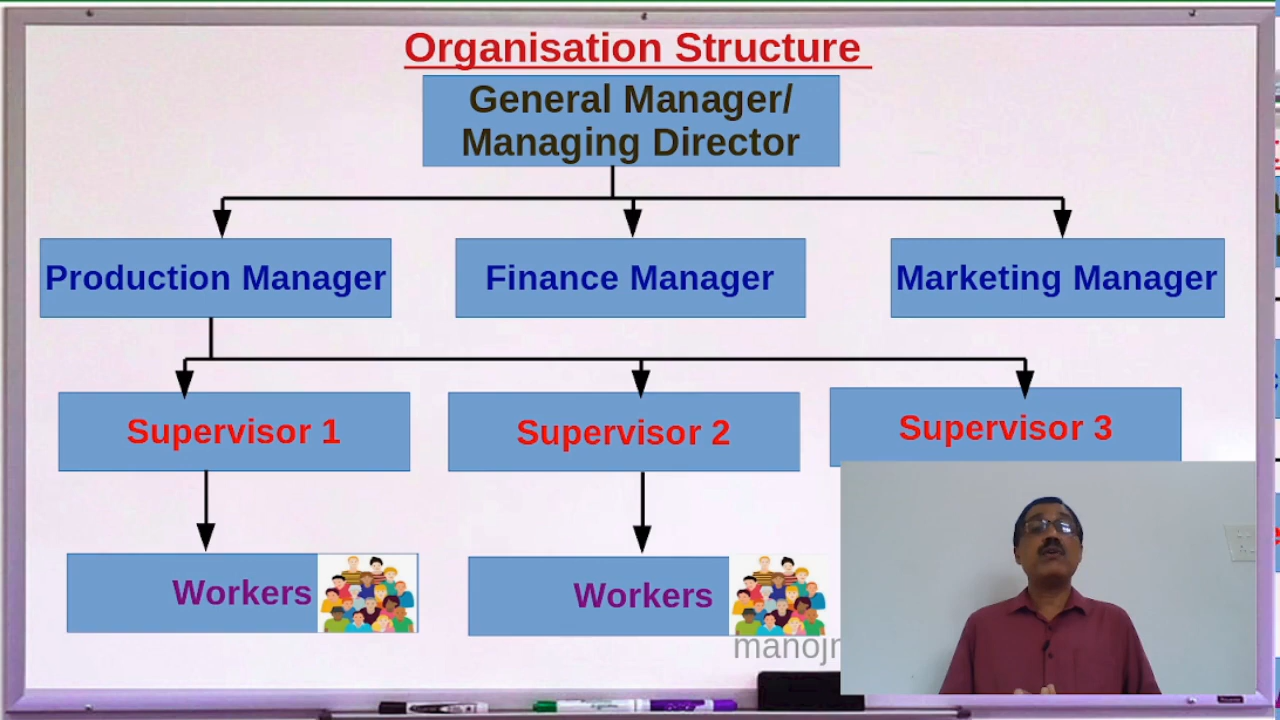 Organisation Structure
General Manager/
Managing Director
Production Manager
Finance Manager
Marketing Manager
Supervisor 1
Supervisor 2
Supervisor 3
Workers
Workers